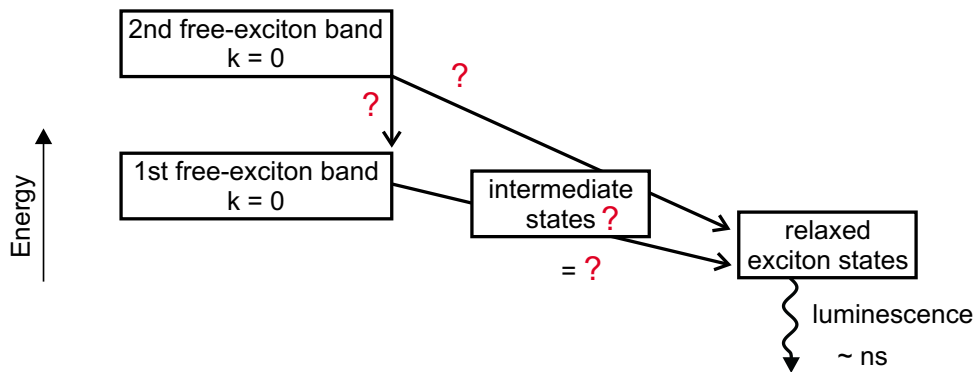 2nd free-exciton band
k = 0
?
?
1st free-exciton band
k = 0
intermediate
states ?
= ?
relaxed
exciton states
luminescence
~ ns
Energy